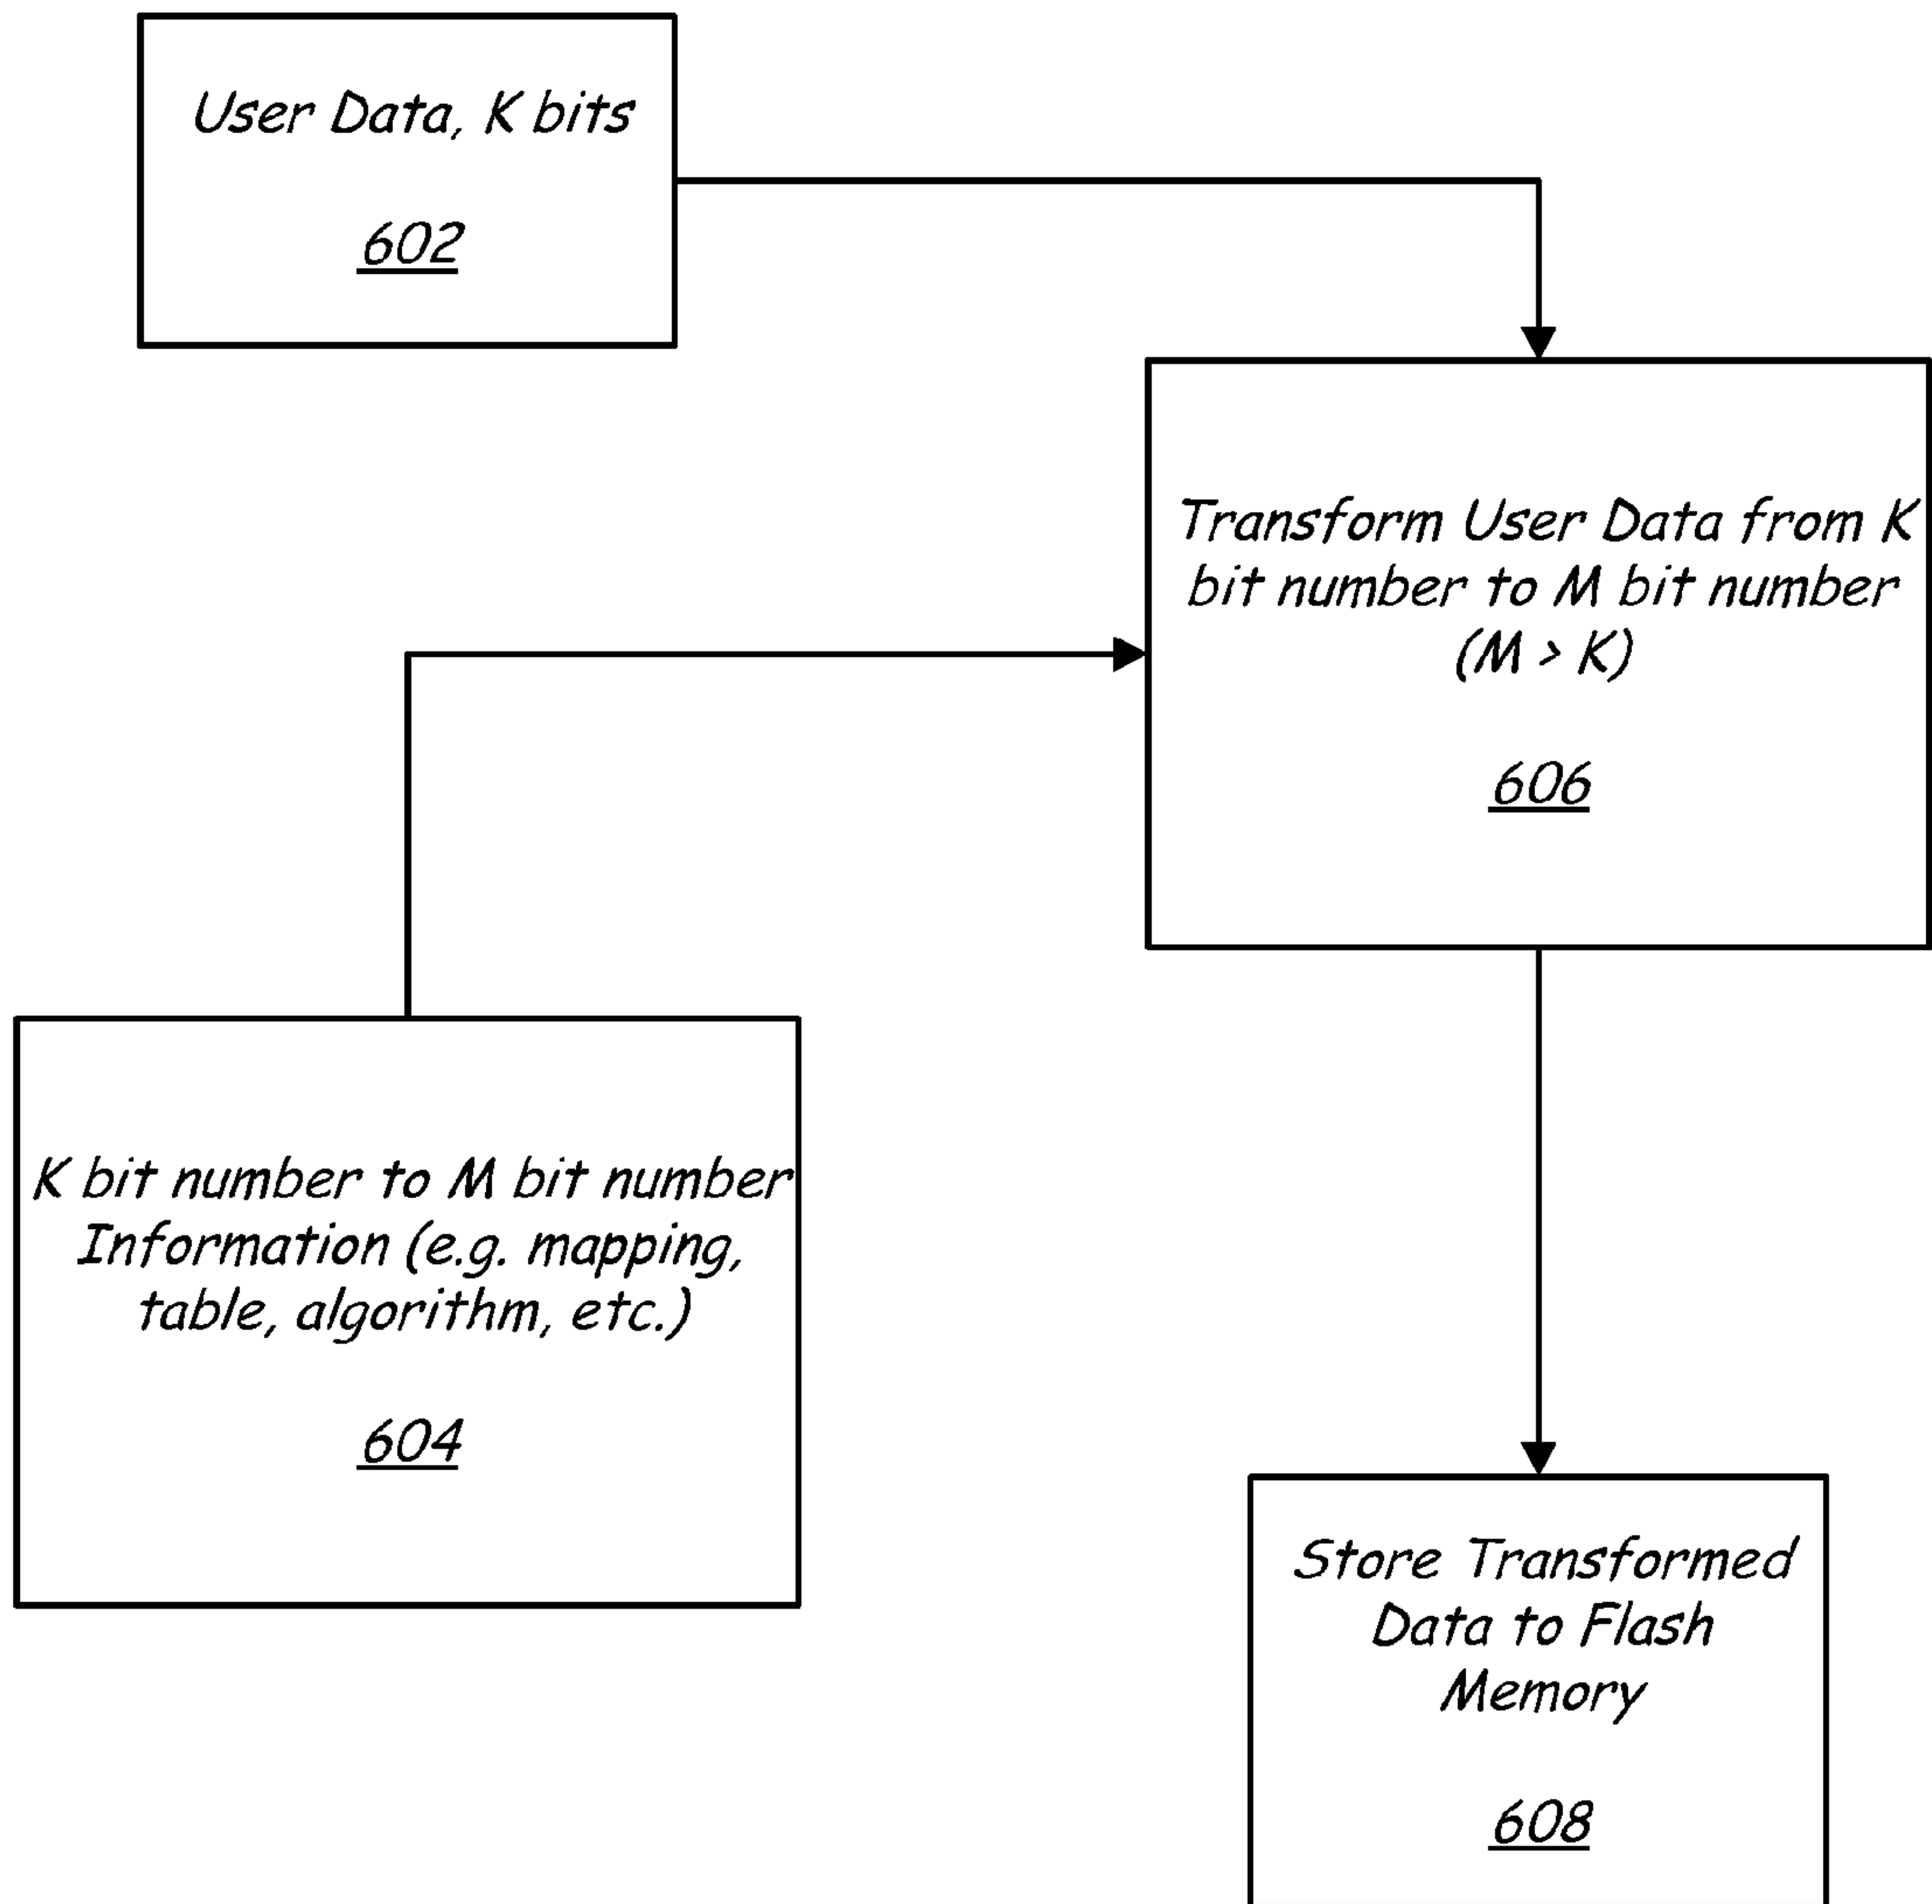 User Data, K bits
602
Transform User Data from K
bit number to M bit number
(M > K)
606
K bit number to M bit number
Information (e.g. mapping,
table, algorithm, etc.)
604
Store Transformed
Data to Flash
Memory
608